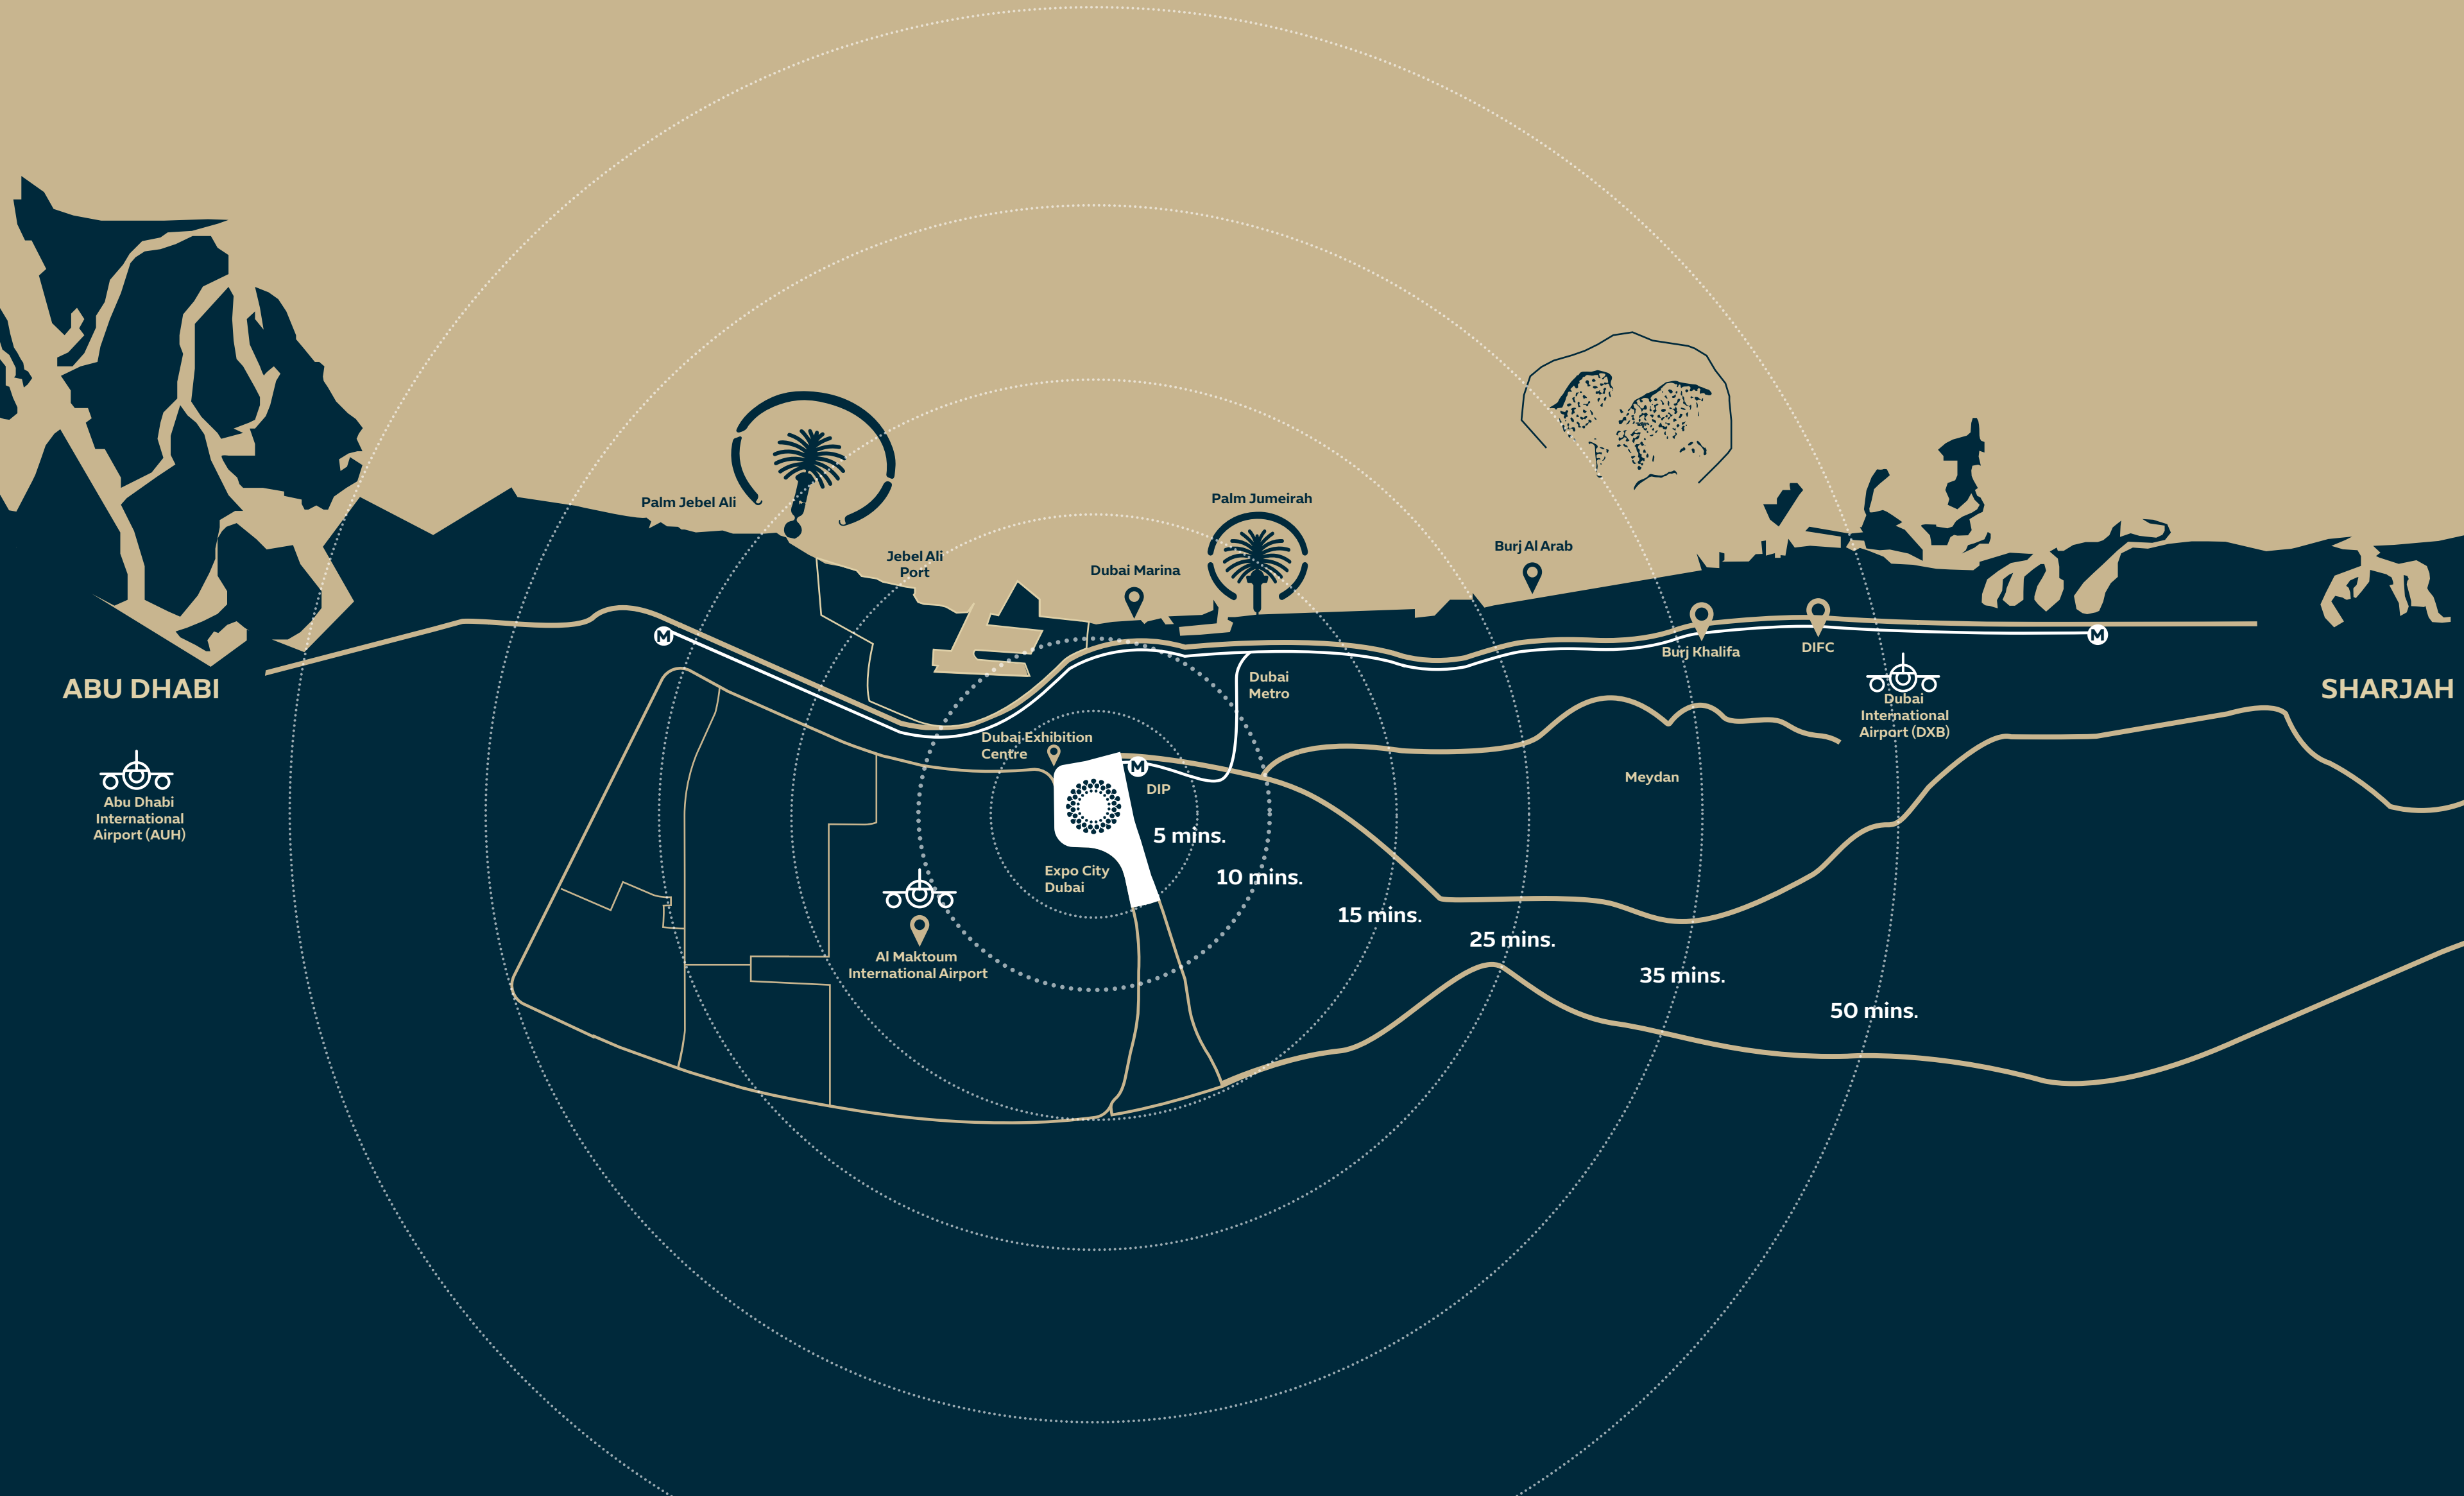 Palm Jebel Ali
Palm Jumeirah
Jebel Ali
Port
Dubai Marina
Burj Al Arab
M
Burj Khalifa
DIFC
M
ABU DHABI
Dubai
Metro
Dubai
International
Airport (DXB)
SHARJAH
Dubai Exhibition
Centre
M
DIP
Meydan
Abu Dhabi
International
Airport (AUH)
5 mins.
Expo City
Dubai
10 mins.
15 mins.
25 mins.
Al Maktoum
International Airport
35 mins.
50 mins.